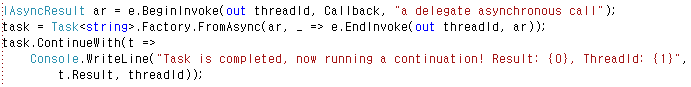 IAsyncResult ar = e.BeginInvoke(out threadId, Callback, "a delegate asynchronous call");
task = Task<string>.Factory.FromAsync(ar, _ => e.EndInvoke(out threadId, ar));
task.ContinueWith(t =>
Console.WriteLine("Task is completed, now running a continuation! Result: {0}, ThreadId: {1}",
t.Result, threadId));